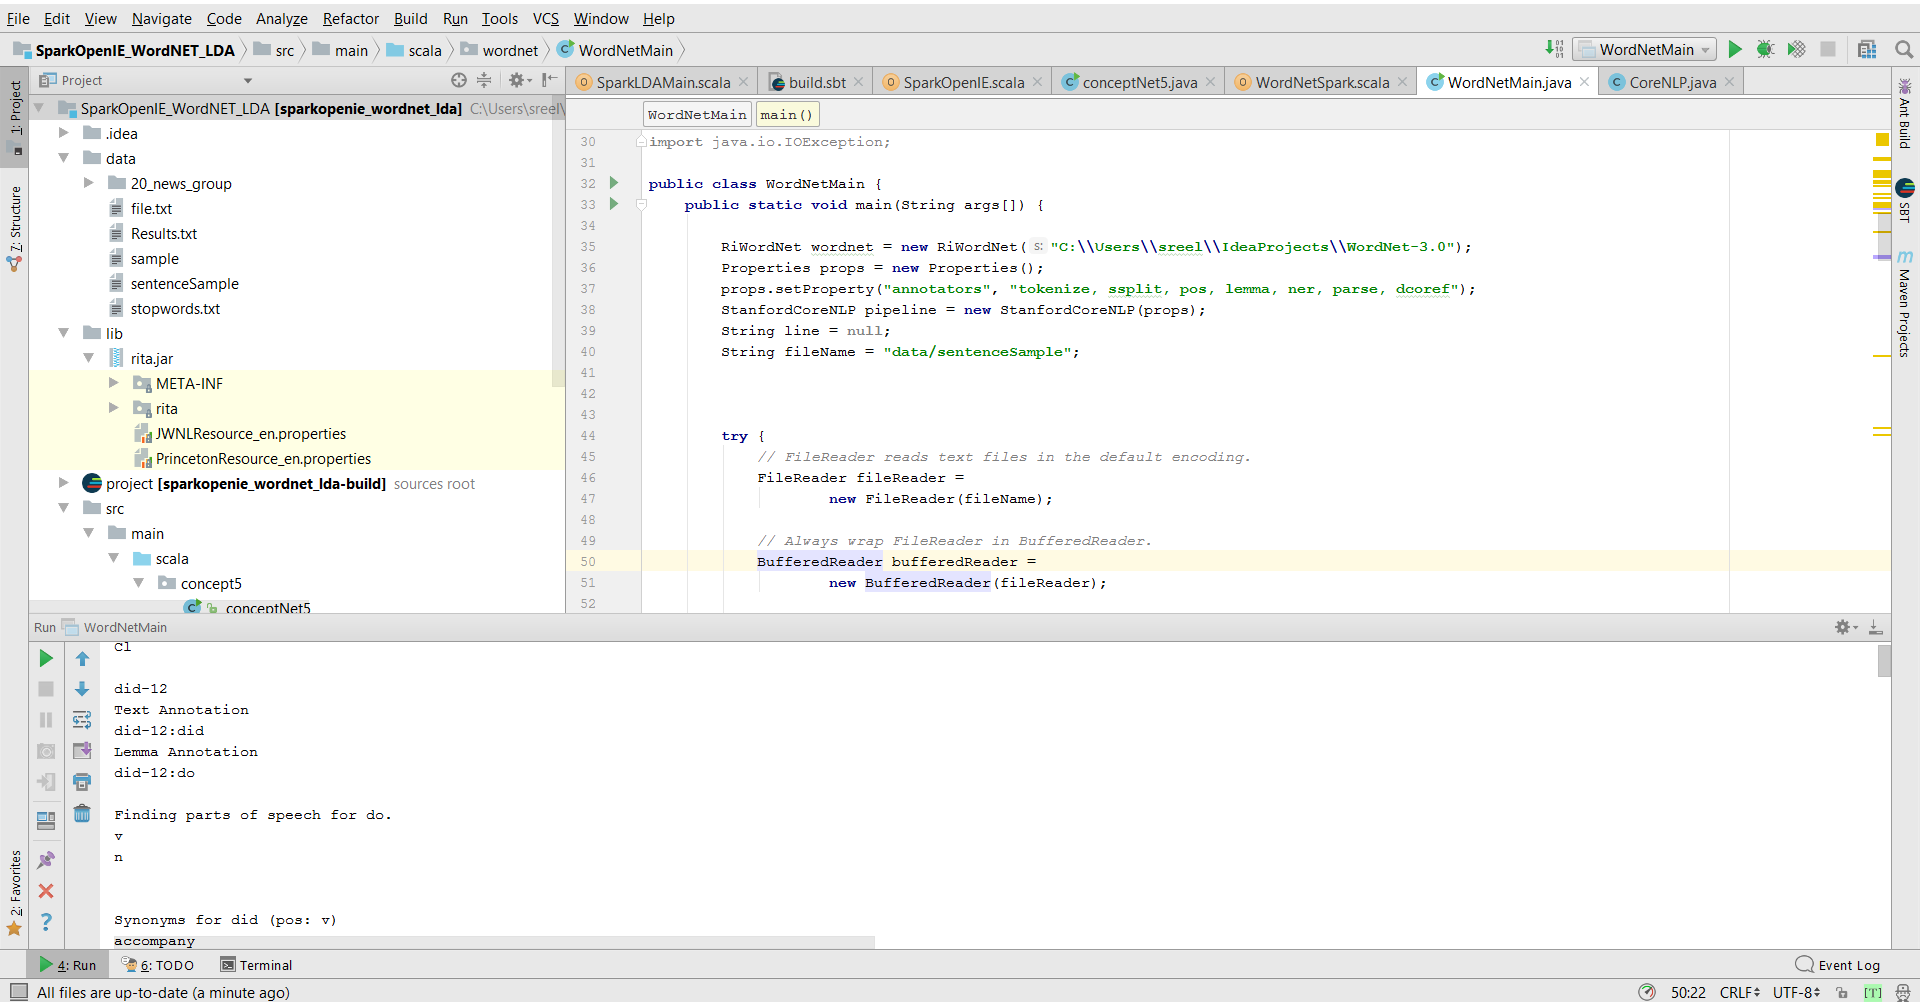 File Edit View Navigate Code Analyze Refactor Build Run Tools VCS Window Help
SparkOpenIE_WordNET_LDA src main scala wordnet WordNetMain
WordNetMain
Project
SparkLDAMain.scala build.sbt SparkOpenIE.scala conceptNet5.java WordNetSpark.scala WordNetMain.java CoreNLP.java
1: Project
7: Structure
2: Favorites
Ant Build
SBT
Maven Projects
SparkOpenIE_WordNET_LDA [sparkopenie_wordnet_lda] C:\Users\sreel\
.idea
data
20_news_group
file.txt
Results.txt
sample
sentenceSample
stopwords.txt
lib
rita.jar
META-INF
rita
JWNLResource_en.properties
PrincetonResource_en.properties
project [sparkopenie_wordnet_lda-build] sources root
src
main
scala
concept5
conceptNet5
WordNetMain main()
30 import java.io.IOException;
31
32 public class WordNetMain {
33 public static void main(String args[]) {
34
35 RiWordNet wordnet = new RiWordNet( s: "C:\\Users\\sreel\\IdeaProjects\\WordNet-3.0");
36 Properties props = new Properties();
37 props.setProperty("annotators", "tokenize, ssplit, pos, lemma, ner, parse, dcoref");
38 StanfordCoreNLP pipeline = new StanfordCoreNLP(props);
39 String line = null;
40 String fileName = "data/sentenceSample";
41
42
43
44 try {
45 // FileReader reads text files in the default encoding.
46 FileReader fileReader =
47 new FileReader(fileName);
48
49 // Always wrap FileReader in BufferedReader.
50 BufferedReader bufferedReader =
51 new BufferedReader(fileReader);
52
Run WordNetMain
Cl
did-12
Text Annotation
did-12:did
Lemma Annotation
did-12:do
Finding parts of speech for do.
v
n
Synonyms for did (pos: v)
accompany
4: Run 6: TODO Terminal Event Log
All files are up-to-date (a minute ago) 50:22 CRLF UTF-8 [T]